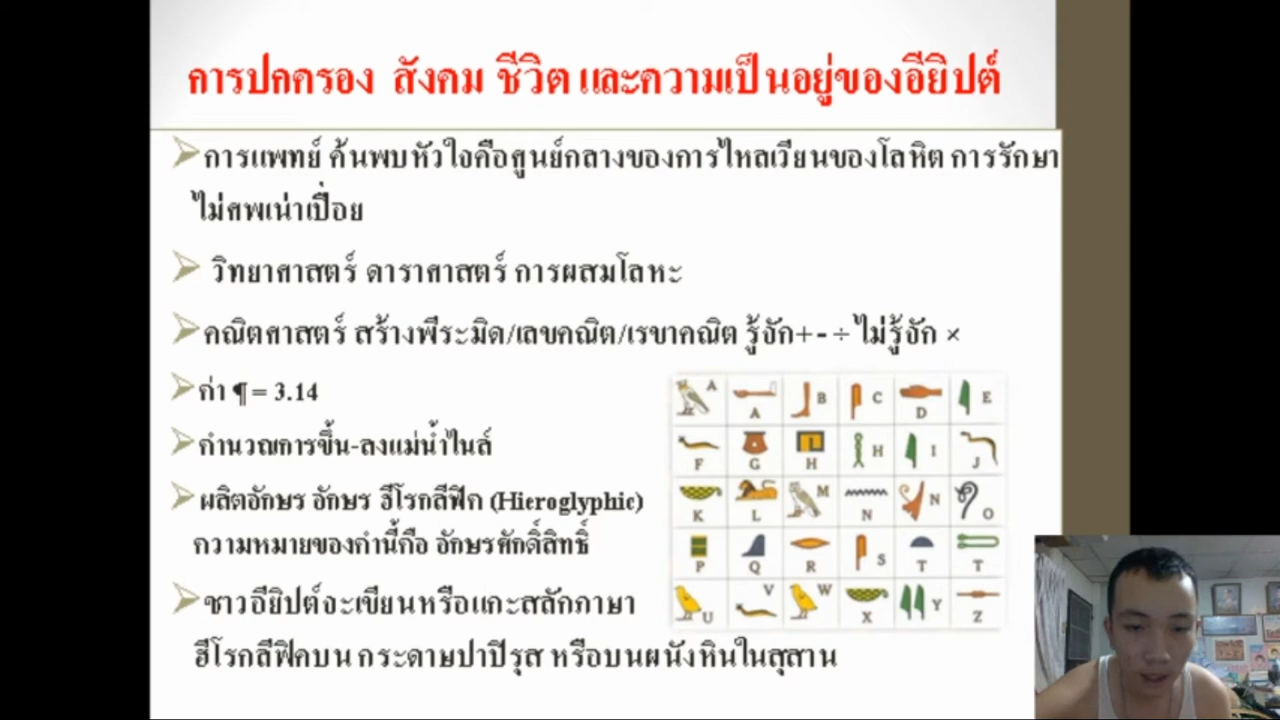 การปกครอง สังคม ชีวิต และความเป็นอยู่ของอียิปต์
การแพทย์ ค้นพบหัวใจคือศูนย์กลางของการไหลเวียนของโลหิต การรักษา
ไม่ศพเน่าเปื่อย
วิทยาศาสตร์ ดาราศาสตร์ การผสมโลหะ
คณิตศาสตร์ สร้างพีระมิด/เลขคณิต/เรขาคณิต รู้จัก+-÷ ไม่รู้จัก ×
ค่า ¶ = 3.14
คำนวณการขึ้น-ลงแม่น้ำไนล์
ผลิตอักษร อักษร ฮีโรกลีฟิก (Hieroglyphic)
ความหมายของคำนี้คือ อักษรศักดิ์สิทธิ์
ชาวอียิปต์จะเขียนหรือแกะสลักภาษา
ฮีโรกลีฟิคบน กระดาษปาปิรุส หรือบนผนังหินในสุสาน
A A B C D E
F G H H I J
K L M N N O
P Q R S T T
U V W X Y Z